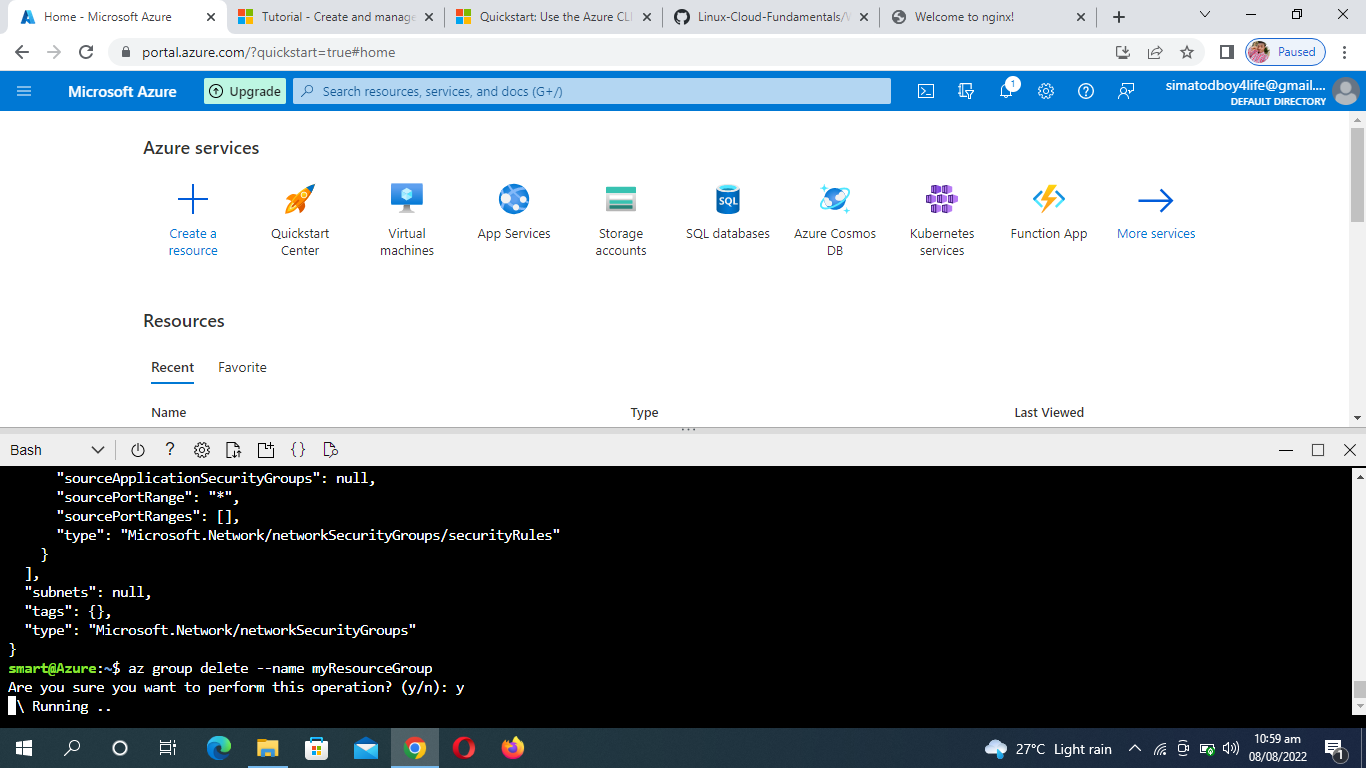 Home - Microsoft Azure
Tutorial - Create and manage
Quickstart: Use the Azure CLI
Linux-Cloud-Fundamentals/
Welcome to nginx!
portal.azure.com/?quickstart=true#home
Paused
Microsoft Azure
Upgrade
Search resources, services, and docs (G+/)
1
simatodboy4life@gmail....
DEFAULT DIRECTORY
Azure services
Create a resource
Quickstart Center
Virtual machines
App Services
Storage accounts
SQL
SQL databases
Azure Cosmos DB
Kubernetes services
Function App
More services
Resources
Recent Favorite
Name Type Last Viewed
Bash
"sourceApplicationSecurityGroups": null,
"sourcePortRange": "*",
"sourcePortRanges": [],
"type": "Microsoft.Network/networkSecurityGroups/securityRules"
}
],
"subnets": null,
"tags": {},
"type": "Microsoft.Network/networkSecurityGroups"
}
smart@Azure:~$ az group delete --name myResourceGroup
Are you sure you want to perform this operation? (y/n): y
\ Running ..
27°C Light rain
10:59 am
08/08/2022
1